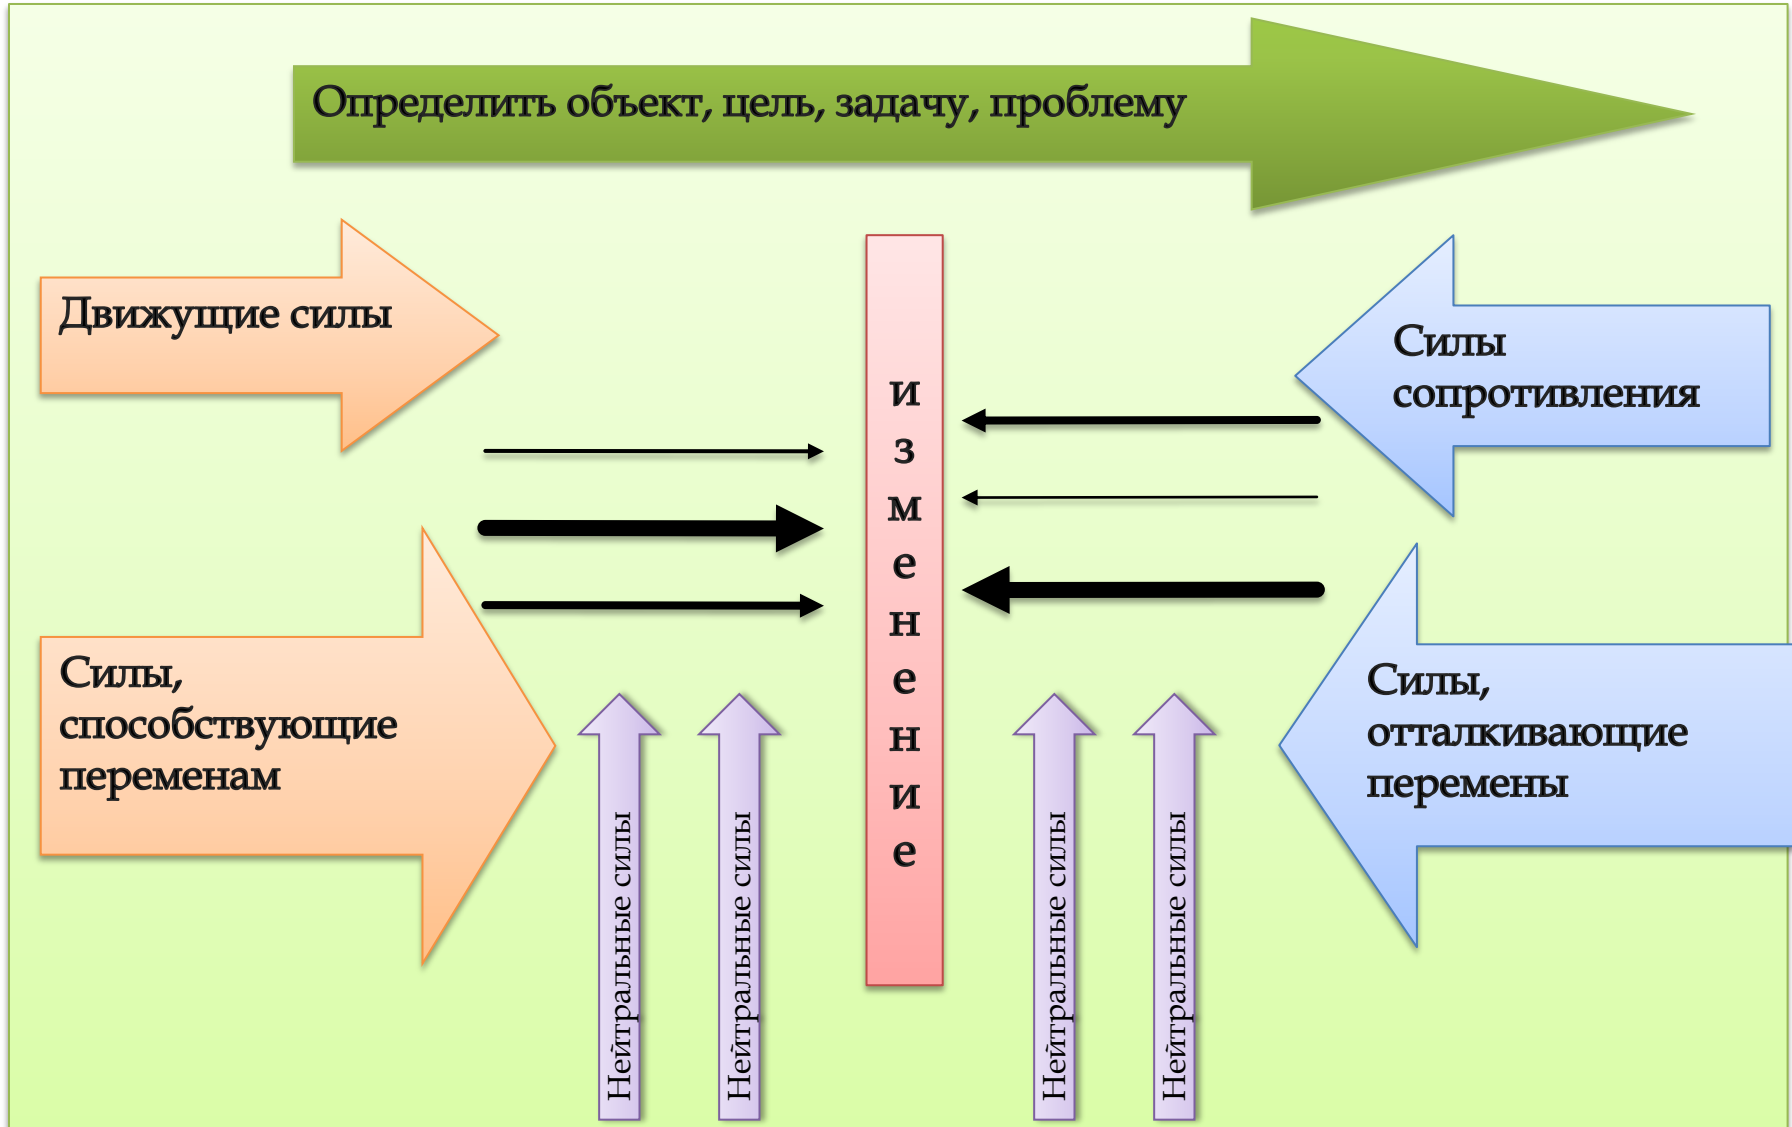 Определить объект, цель, задачу, проблему
Движущие силы
Силы
сопротивления
и
з
м
е
н
е
н
и
е
Силы,
способствующие
переменам
Силы,
отталкивающие
перемены
Нейтральные силы
Нейтральные силы
Нейтральные силы
Нейтральные силы